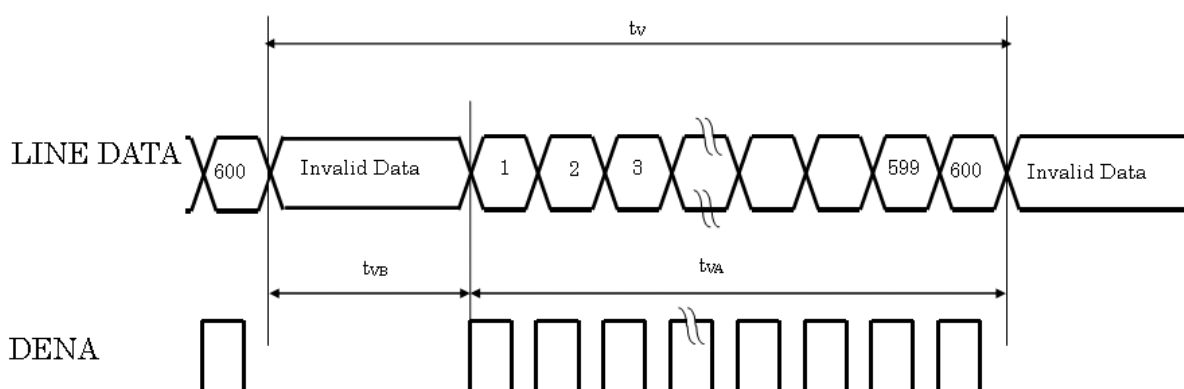 tV
LINE DATA 600 Invalid Data 1 2 3 599 600 Invalid Data
tVB tVA
DENA